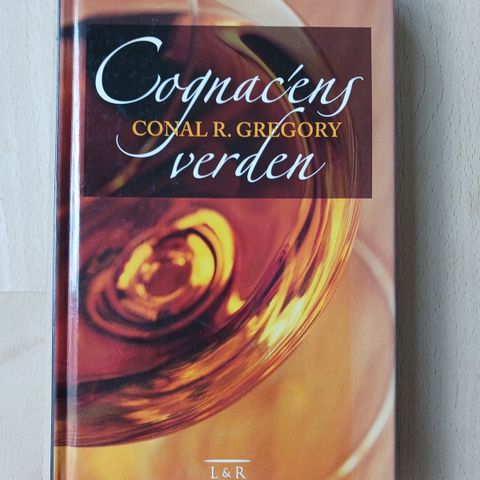 Cognac'ens
CONAL R. GREGORY
verden
L&R